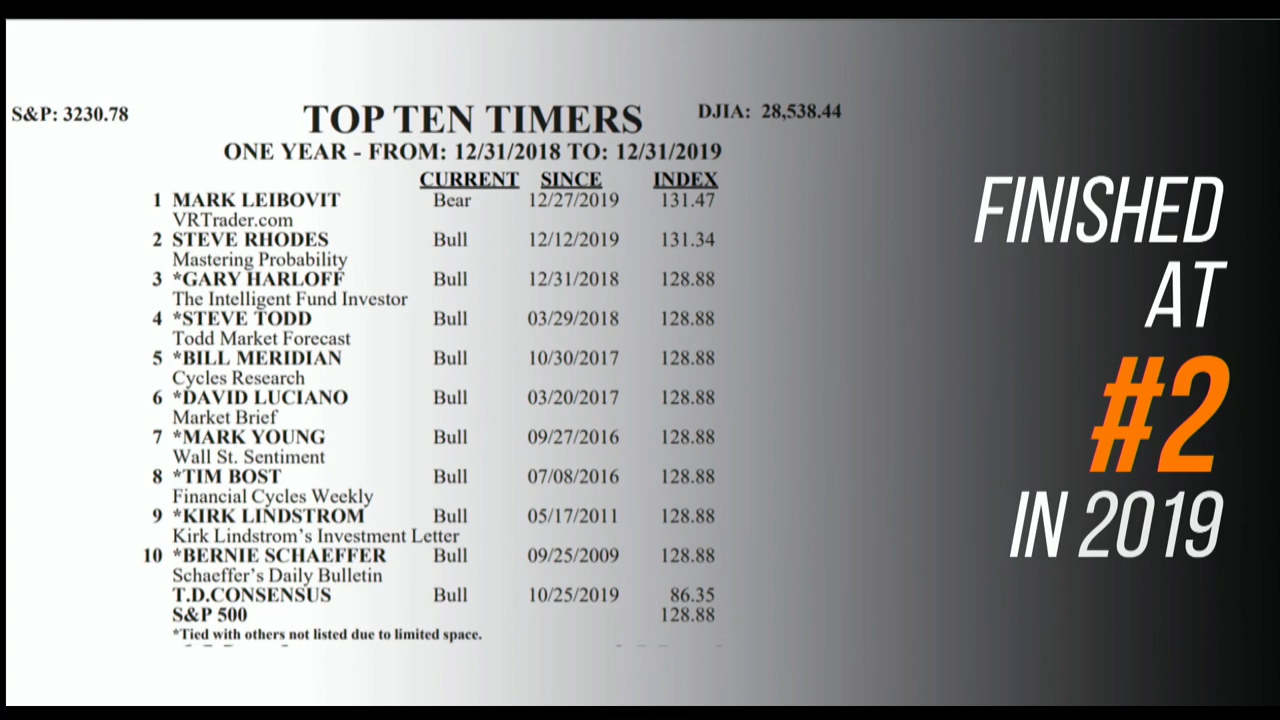 S&P: 3230.78
TOP TEN TIMERS
DJIA: 28,538.44
ONE YEAR - FROM: 12/31/2018 TO: 12/31/2019
CURRENT SINCE INDEX
1 MARK LEIBOVIT Bear 12/27/2019 131.47
VRTrader.com
2 STEVE RHODES Bull 12/12/2019 131.34
Mastering Probability
3 *GARY HARLOFF Bull 12/31/2018 128.88
The Intelligent Fund Investor
4 *STEVE TODD Bull 03/29/2018 128.88
Todd Market Forecast
5 *BILL MERIDIAN Bull 10/30/2017 128.88
Cycles Research
6 *DAVID LUCIANO Bull 03/20/2017 128.88
Market Brief
7 *MARK YOUNG Bull 09/27/2016 128.88
Wall St. Sentiment
8 *TIM BOST Bull 07/08/2016 128.88
Financial Cycles Weekly
9 *KIRK LINDSTROM Bull 05/17/2011 128.88
Kirk Lindstrom's Investment Letter
10 *BERNIE SCHAEFFER Bull 09/25/2009 128.88
Schaeffer's Daily Bulletin
T.D.CONSENSUS Bull 10/25/2019 86.35
S&P 500 128.88
*Tied with others not listed due to limited space.
FINISHED
AT
#2
IN 2019